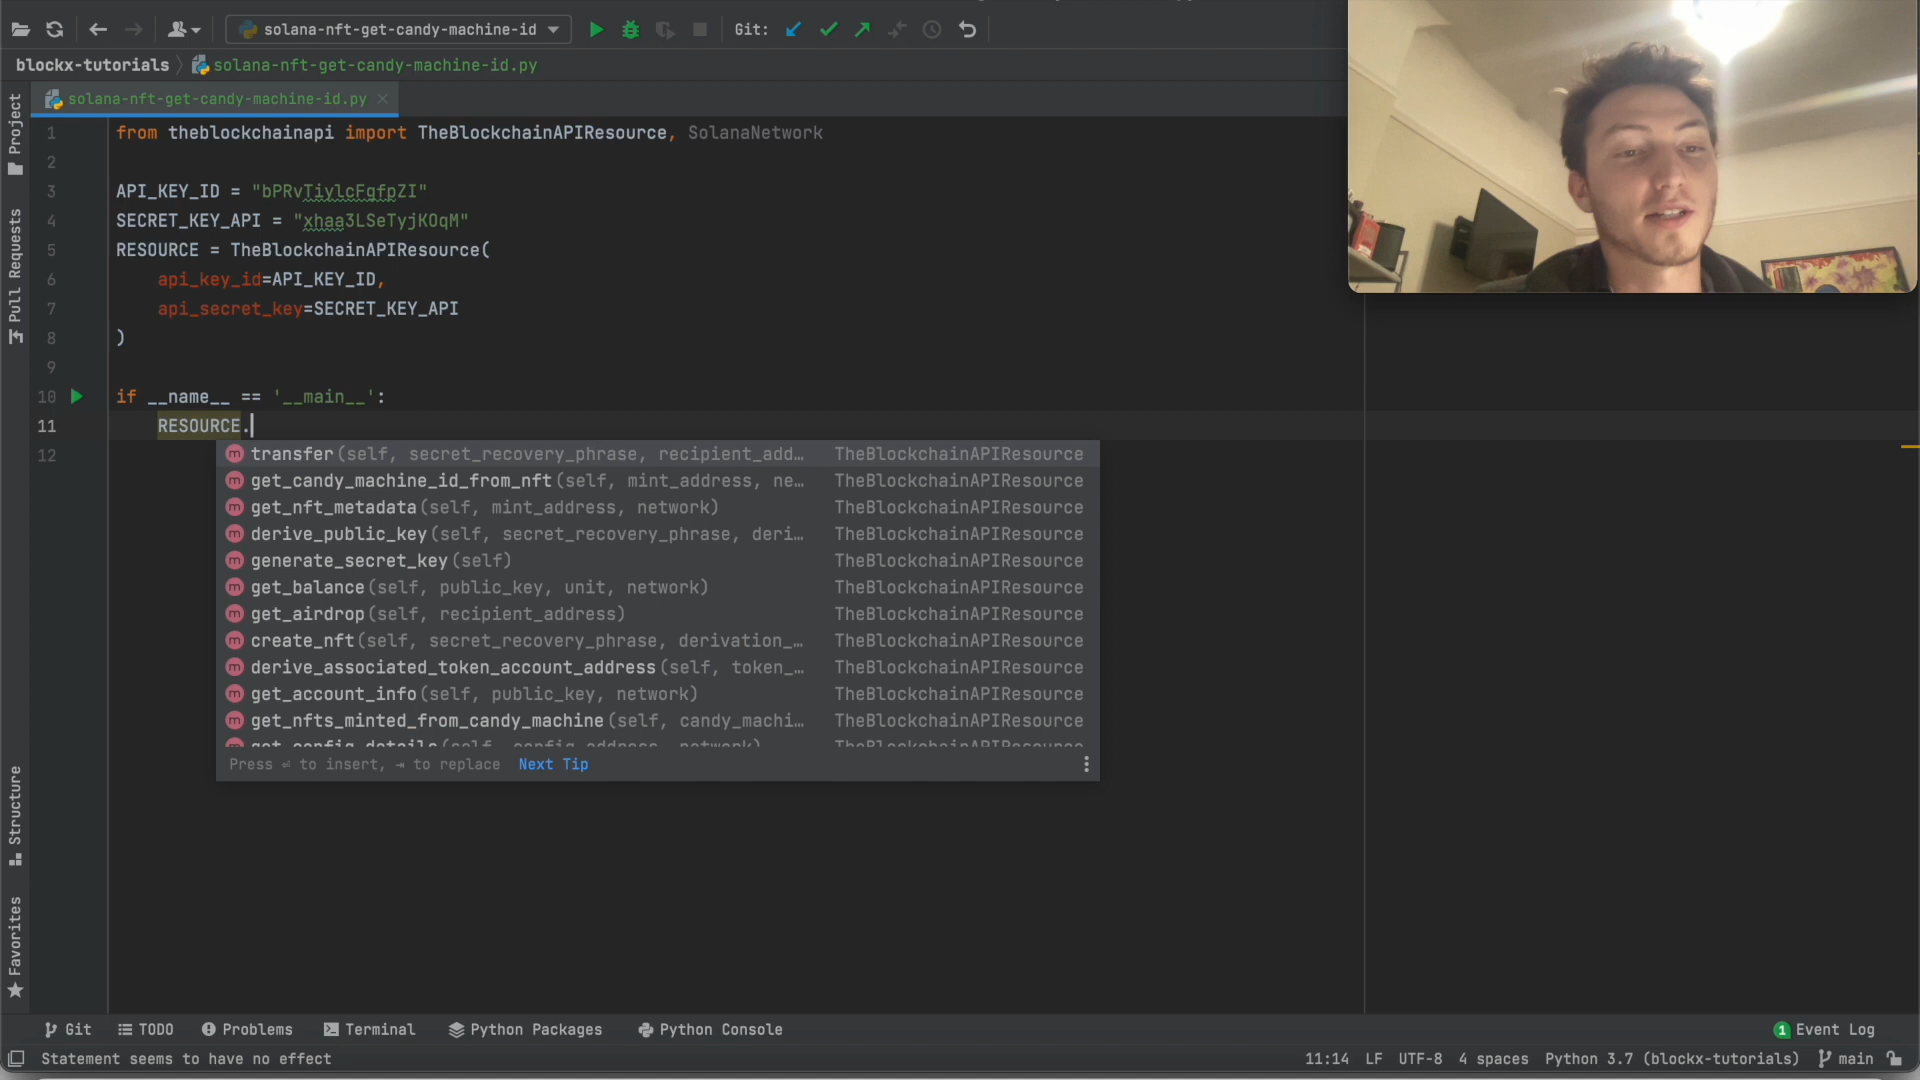 solana-nft-get-candy-machine-id
Git:
blockx-tutorials
solana-nft-get-candy-machine-id.py
solana-nft-get-candy-machine-id.py
Project
Pull Requests
Structure
Favorites
1 from theblockchainapi import TheBlockchainAPIResource, SolanaNetwork
2
3 API_KEY_ID = "bPRvTiylcFgfpZI"
4 SECRET_KEY_API = "xhaa3LSeTyjKOqM"
5 RESOURCE = TheBlockchainAPIResource(
6 api_key_id=API_KEY_ID,
7 api_secret_key=SECRET_KEY_API
8 )
9
10 if __name__ == '__main__':
11 RESOURCE.
12
m transfer(self, secret_recovery_phrase, recipient_add… TheBlockchainAPIResource
m get_candy_machine_id_from_nft(self, mint_address, ne… TheBlockchainAPIResource
m get_nft_metadata(self, mint_address, network) TheBlockchainAPIResource
m derive_public_key(self, secret_recovery_phrase, deri… TheBlockchainAPIResource
m generate_secret_key(self) TheBlockchainAPIResource
m get_balance(self, public_key, unit, network) TheBlockchainAPIResource
m get_airdrop(self, recipient_address) TheBlockchainAPIResource
m create_nft(self, secret_recovery_phrase, derivation_… TheBlockchainAPIResource
m derive_associated_token_account_address(self, token_… TheBlockchainAPIResource
m get_account_info(self, public_key, network) TheBlockchainAPIResource
m get_nfts_minted_from_candy_machine(self, candy_machi… TheBlockchainAPIResource
m get_config_details(self, config_address, network) TheBlockchainAPIResource
Press ⏎ to insert, ⇥ to replace Next Tip
Git TODO Problems Terminal Python Packages Python Console 1 Event Log
Statement seems to have no effect 11:14 LF UTF-8 4 spaces Python 3.7 (blockx-tutorials) main